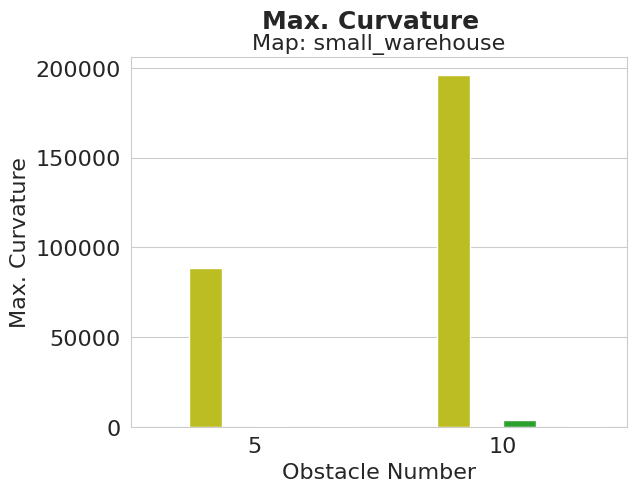 Max. Curvature
Map: small_warehouse
200000
150000
100000
50000
0
Max. Curvature
5
10
Obstacle Number